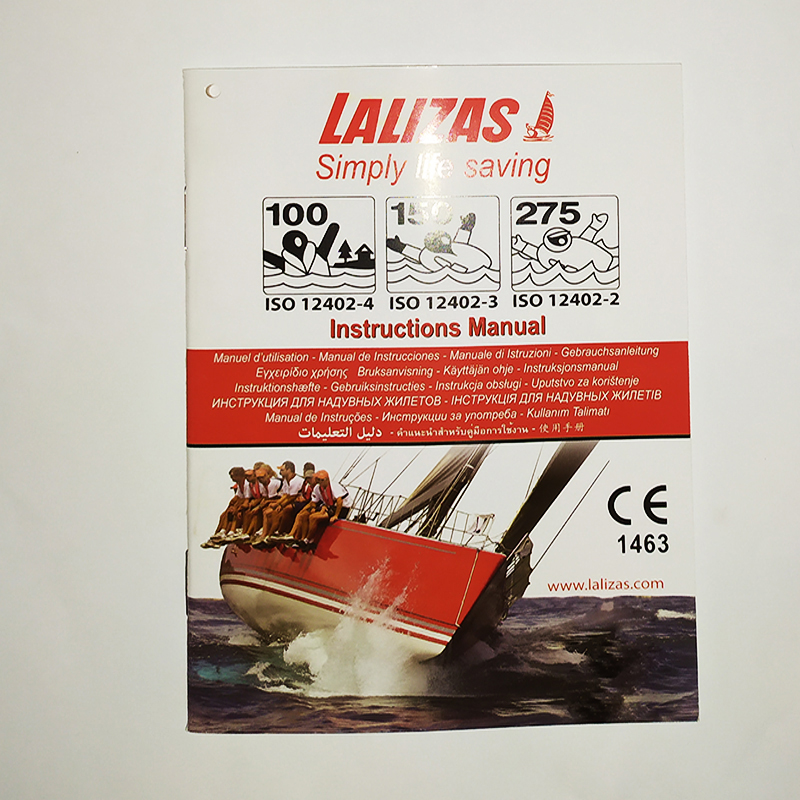 LALIZAS
Simply life saving
100 150 275
ISO 12402-4 ISO 12402-3 ISO 12402-2
Instructions Manual
Manuel d'utilisation - Manual de Instrucciones - Manuale di Istruzioni - Gebrauchsanleitung
Εγχειρίδιο χρήσης Bruksanvisning - Käyttäjän ohje - Instruksjonsmanual
Instruktionshæfte - Gebruiksinstructies - Instrukcja obsługi - Uputstvo za korištenje
ИНСТРУКЦИЯ ДЛЯ НАДУВНЫХ ЖИЛЕТОВ - ІНСТРУКЦІЯ ДЛЯ НАДУВНЫХ ЖИЛЕТІВ
Manual de Instruções - Инструкции за употреба - Kullanım Talimatı
دليل التعليمات - คำแนะนำสำหรับคู่มือการใช้งาน - 使用手册
CE
1463
www.lalizas.com